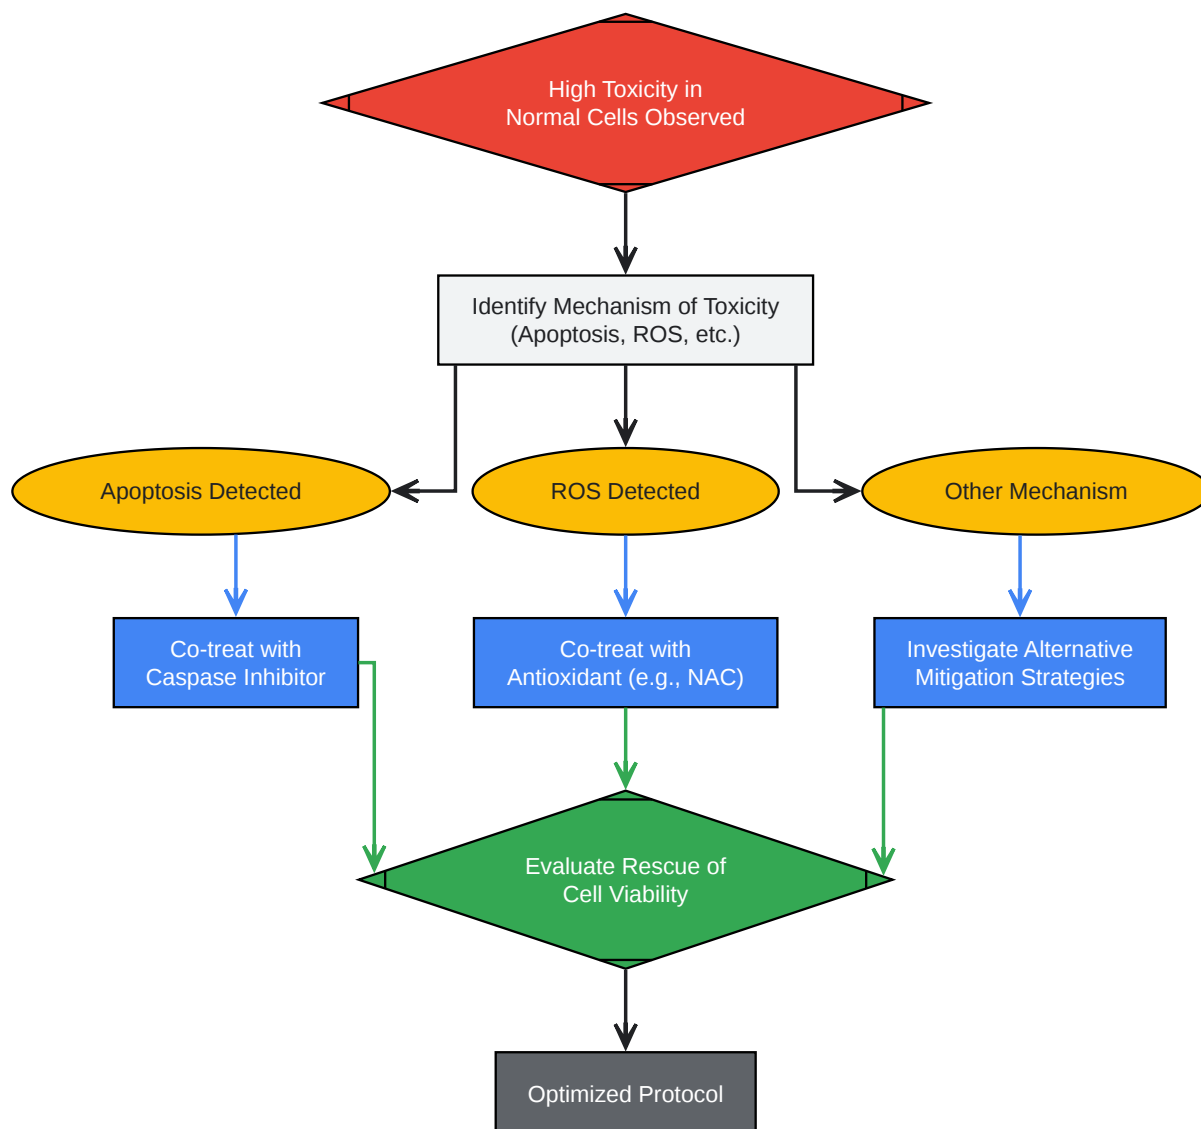 High Toxicity in
Normal Cells Observed
Identify Mechanism of Toxicity
(Apoptosis, ROS, etc.)
Apoptosis Detected
ROS Detected
Other Mechanism
Co-treat with
Caspase Inhibitor
Co-treat with
Antioxidant (e.g., NAC)
Investigate Alternative
Mitigation Strategies
Evaluate Rescue of
Cell Viability
Optimized Protocol